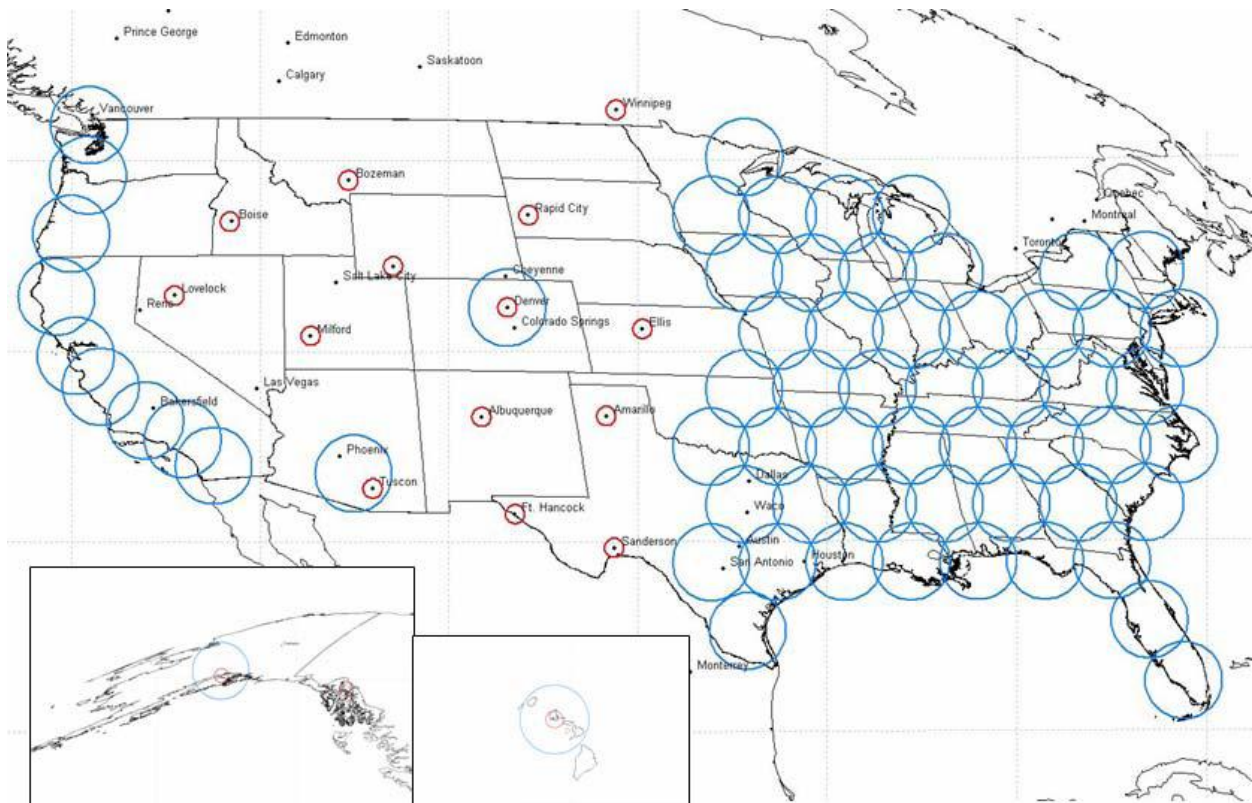 Prince George
Edmonton
Saskatoon
Calgary
Vancouver
Winnipeg
Bozeman
Quebec
Rapid City
Boise
Montreal
Toronto
Salt Lake City
Cheyenne
Lovelock
Reno
Denver
Colorado Springs
Ellis
Milford
Las Vegas
Bakersfield
Albuquerque
Amarillo
Phoenix
Tuscon
Dallas
Ft. Hancock
Waco
Sanderson
Austin
San Antonio
Houston
Monterrey